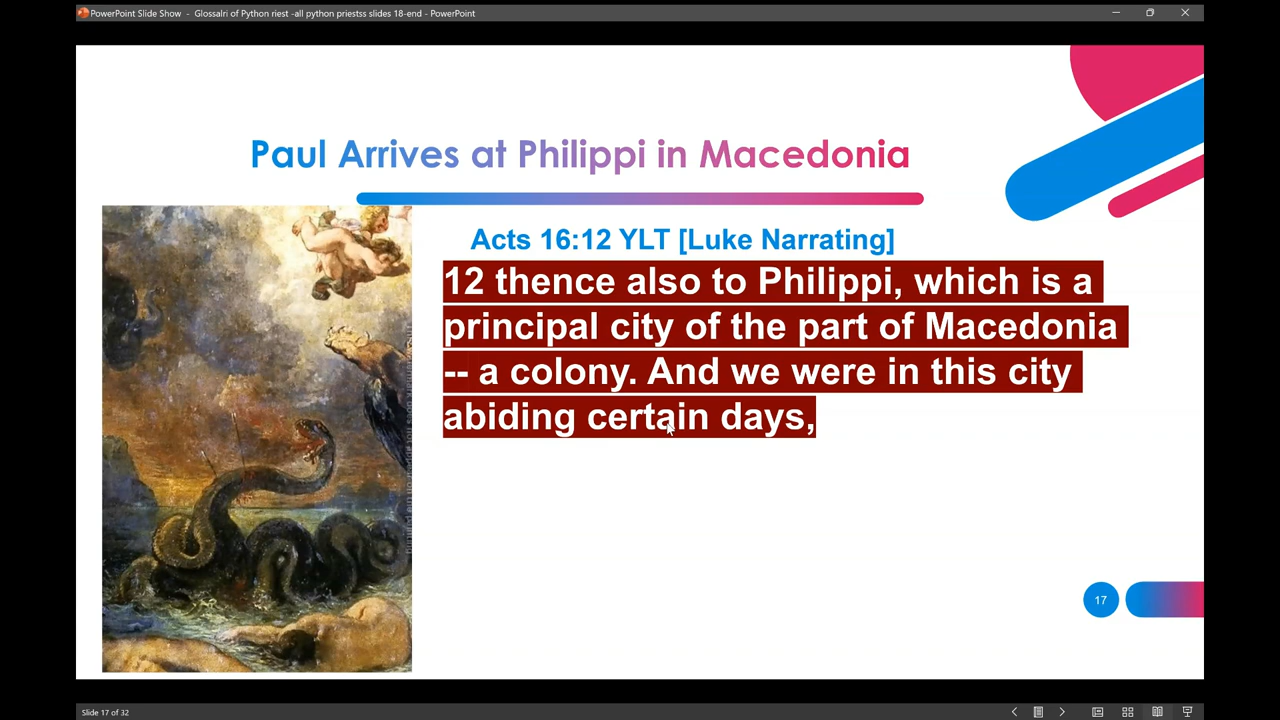 PowerPoint Slide Show - Glossalri of Python riest -all python priestss slides 18-end - PowerPoint
Paul Arrives at Philippi in Macedonia
Acts 16:12 YLT [Luke Narrating]
12 thence also to Philippi, which is a
principal city of the part of Macedonia
-- a colony. And we were in this city
abiding certain days,
17
Slide 17 of 32